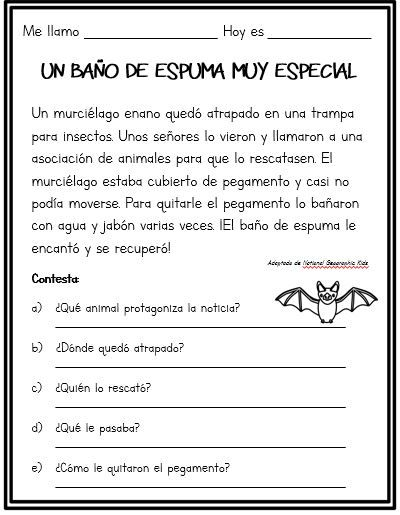 Me llamo ____________________ Hoy es ________________
UN BAÑO DE ESPUMA MUY ESPECIAL
Un murciélago enano quedó atrapado en una trampa
para insectos. Unos señores lo vieron y llamaron a una
asociación de animales para que lo rescatasen. El
murciélago estaba cubierto de pegamento y casi no
podía moverse. Para quitarle el pegamento lo bañaron
con agua y jabón varias veces. ¡El baño de espuma le
encantó y se recuperó!
Adaptado de National Geographic Kids
Contesta:
a) ¿Qué animal protagoniza la noticia?
b) ¿Dónde quedó atrapado?
c) ¿Quién lo rescató?
d) ¿Qué le pasaba?
e) ¿Cómo le quitaron el pegamento?